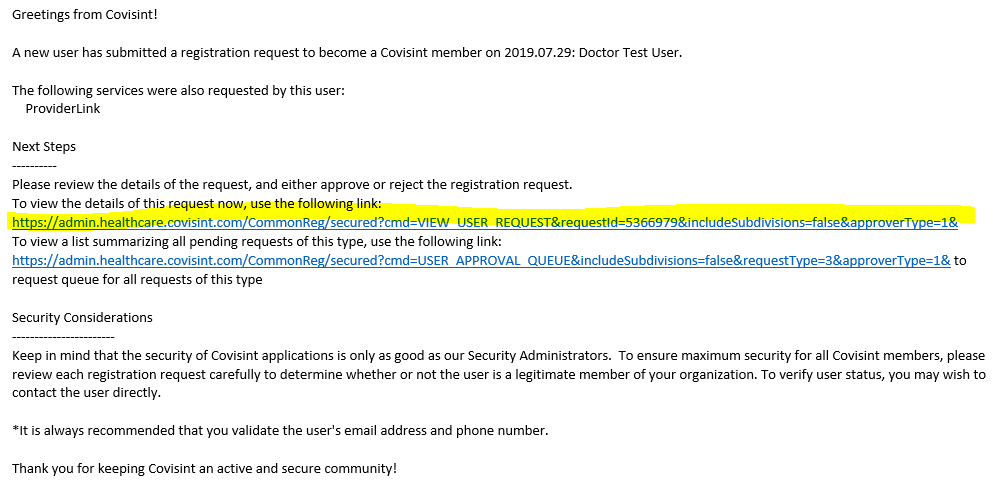 Greetings from Covisint!
A new user has submitted a registration request to become a Covisint member on 2019.07.29: Doctor Test User.
The following services were also requested by this user:
ProviderLink
Next Steps
----------
Please review the details of the request, and either approve or reject the registration request.
To view the details of this request now, use the following link:
https://admin.healthcare.covisint.com/CommonReg/secured?cmd=VIEW_USER_REQUEST&requestId=5366979&includeSubdivisions=false&approverType=1&
To view a list summarizing all pending requests of this type, use the following link:
https://admin.healthcare.covisint.com/CommonReg/secured?cmd=USER_APPROVAL_QUEUE&includeSubdivisions=false&requestType=3&approverType=1& to
request queue for all requests of this type
Security Considerations
-----------------------
Keep in mind that the security of Covisint applications is only as good as our Security Administrators.  To ensure maximum security for all Covisint members, please
review each registration request carefully to determine whether or not the user is a legitimate member of your organization. To verify user status, you may wish to
contact the user directly.
*It is always recommended that you validate the user's email address and phone number.
Thank you for keeping Covisint an active and secure community!